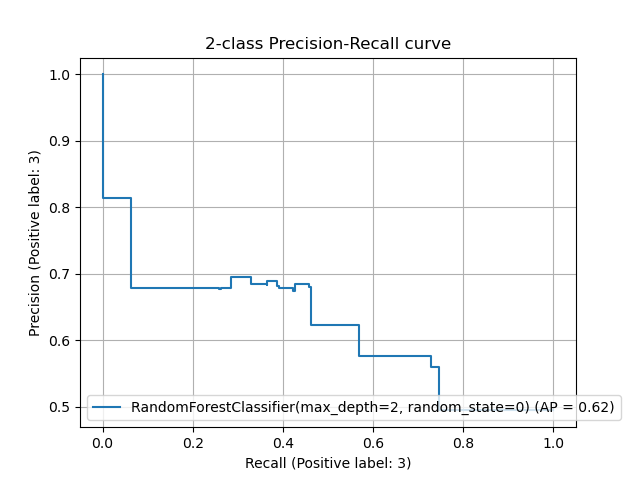 2-class Precision-Recall curve
1.0
0.9
0.8
0.7
0.6
0.5
Precision (Positive label: 3)
RandomForestClassifier(max_depth=2, random_state=0) (AP = 0.62)
0.0 0.2 0.4 0.6 0.8 1.0
Recall (Positive label: 3)